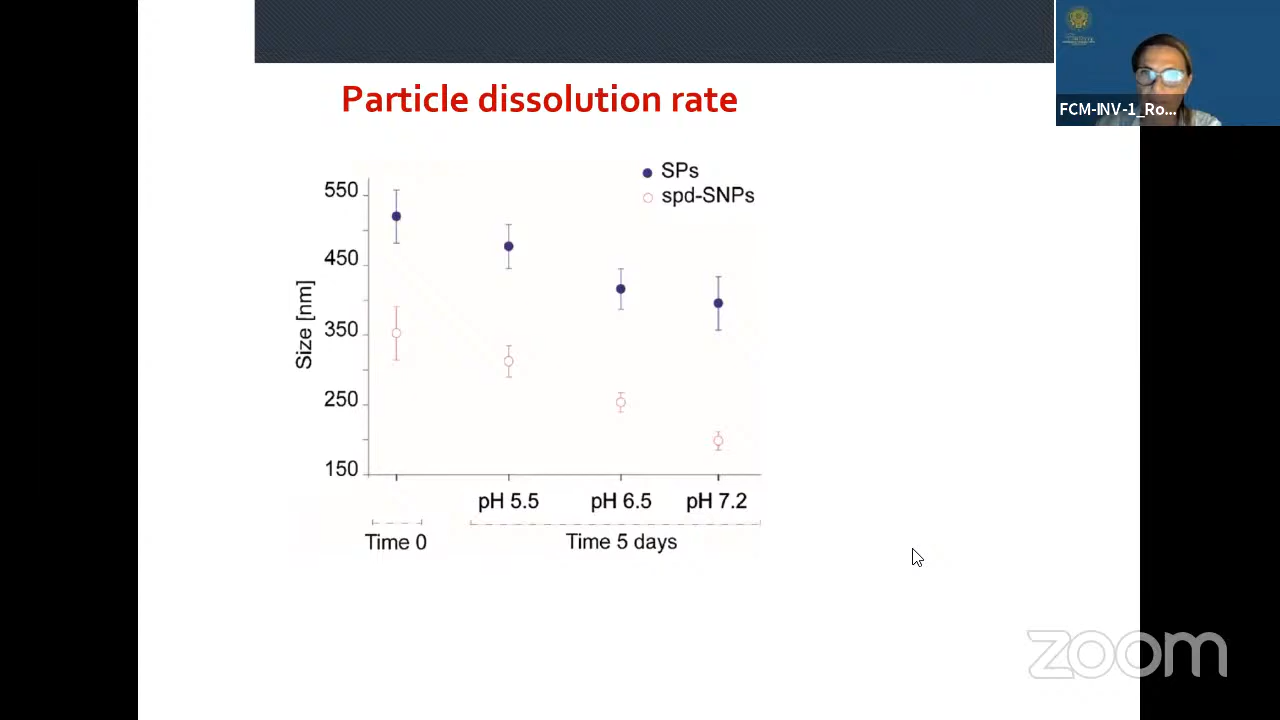 Particle dissolution rate
FCM-INV-1_Ro...
SPs
spd-SNPs
550
450
350
250
150
Size [nm]
pH 5.5
pH 6.5
pH 7.2
Time 0
Time 5 days
zoom